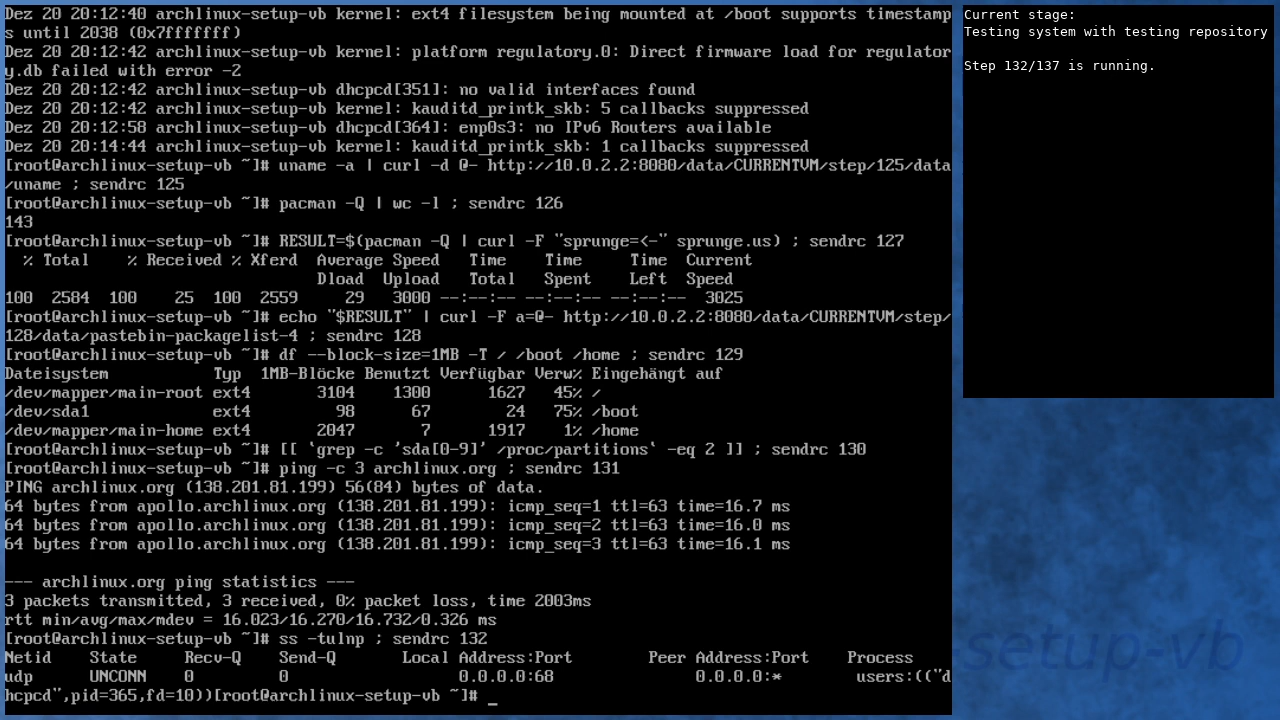 Dez 20 20:12:40 archlinux-setup-vb kernel: ext4 filesystem being mounted at /boot supports timestamp
s until 2038 (0x7fffffff)
Dez 20 20:12:42 archlinux-setup-vb kernel: platform regulatory.0: Direct firmware load for regulator
y.db failed with error -2
Dez 20 20:12:42 archlinux-setup-vb dhcpcd[351]: no valid interfaces found
Dez 20 20:12:42 archlinux-setup-vb kernel: kauditd_printk_skb: 5 callbacks suppressed
Dez 20 20:12:58 archlinux-setup-vb dhcpcd[364]: enp0s3: no IPv6 Routers available
Dez 20 20:14:44 archlinux-setup-vb kernel: kauditd_printk_skb: 1 callbacks suppressed
[root@archlinux-setup-vb ~]# uname -a | curl -d @- http://10.0.2.2:8080/data/CURRENTVM/step/125/data
/uname ; sendrc 125
[root@archlinux-setup-vb ~]# pacman -Q | wc -l ; sendrc 126
143
[root@archlinux-setup-vb ~]# RESULT=$(pacman -Q | curl -F "sprunge=<-" sprunge.us) ; sendrc 127
  % Total    % Received % Xferd  Average Speed   Time    Time     Time  Current
                                 Dload  Upload   Total   Spent    Left  Speed
100  2584  100    25  100  2559     29   3000 --:--:-- --:--:-- --:--:--  3025
[root@archlinux-setup-vb ~]# echo "$RESULT" | curl -F a=@- http://10.0.2.2:8080/data/CURRENTVM/step/
128/data/pastebin-packagelist-4 ; sendrc 128
[root@archlinux-setup-vb ~]# df --block-size=1MB -T / /boot /home ; sendrc 129
Dateisystem           Typ  1MB-Blöcke Benutzt Verfügbar Verw% Eingehängt auf
/dev/mapper/main-root ext4       3104    1300      1627   45% /
/dev/sda1             ext4         98      67        24   75% /boot
/dev/mapper/main-home ext4       2047       7      1917    1% /home
[root@archlinux-setup-vb ~]# [[ `grep -c 'sda[0-9]' /proc/partitions` -eq 2 ]] ; sendrc 130
[root@archlinux-setup-vb ~]# ping -c 3 archlinux.org ; sendrc 131
PING archlinux.org (138.201.81.199) 56(84) bytes of data.
64 bytes from apollo.archlinux.org (138.201.81.199): icmp_seq=1 ttl=63 time=16.7 ms
64 bytes from apollo.archlinux.org (138.201.81.199): icmp_seq=2 ttl=63 time=16.0 ms
64 bytes from apollo.archlinux.org (138.201.81.199): icmp_seq=3 ttl=63 time=16.1 ms
--- archlinux.org ping statistics ---
3 packets transmitted, 3 received, 0% packet loss, time 2003ms
rtt min/avg/max/mdev = 16.023/16.270/16.732/0.326 ms
[root@archlinux-setup-vb ~]# ss -tulnp ; sendrc 132
Netid    State     Recv-Q    Send-Q       Local Address:Port        Peer Address:Port    Process
udp      UNCONN    0         0                  0.0.0.0:68               0.0.0.0:*        users:(("d
hcpcd",pid=365,fd=10))[root@archlinux-setup-vb ~]# _
Current stage:
Testing system with testing repository
Step 132/137 is running.
-setup-vb